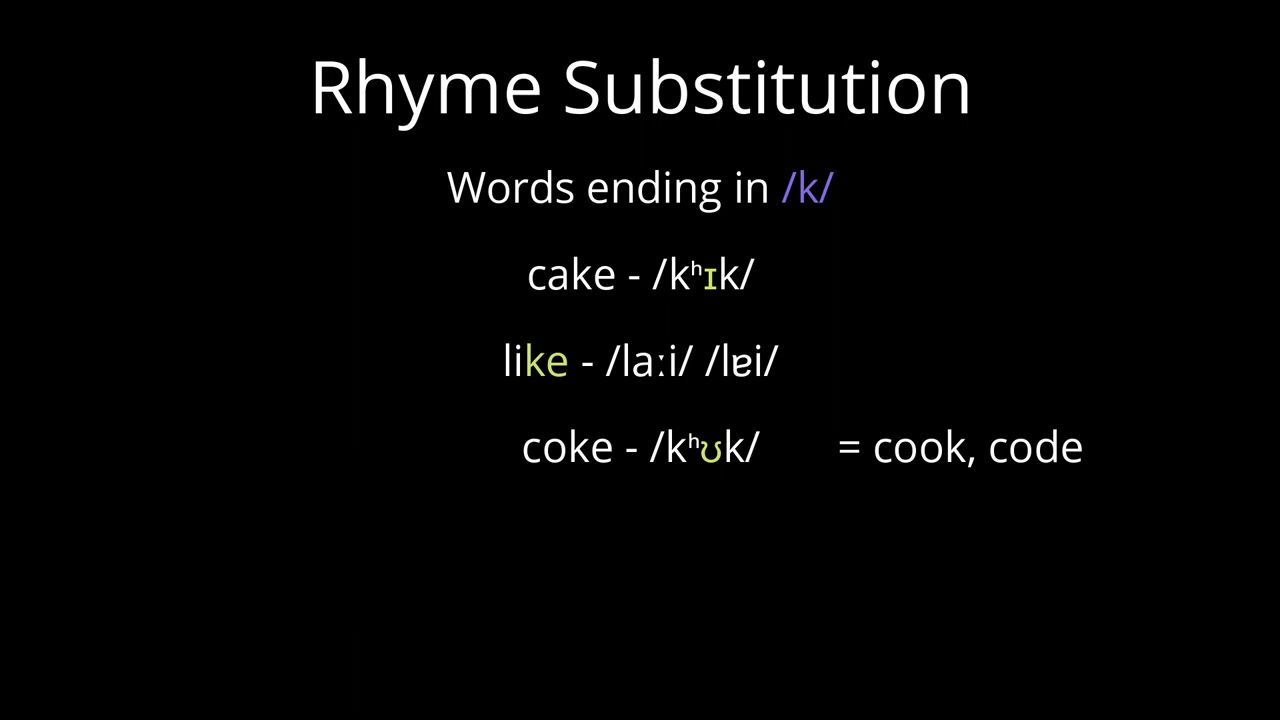 Rhyme Substitution
Words ending in /k/
cake - /kʰɪk/
like - /laːi/ /lɐi/
coke - /kʰʊk/ = cook, code